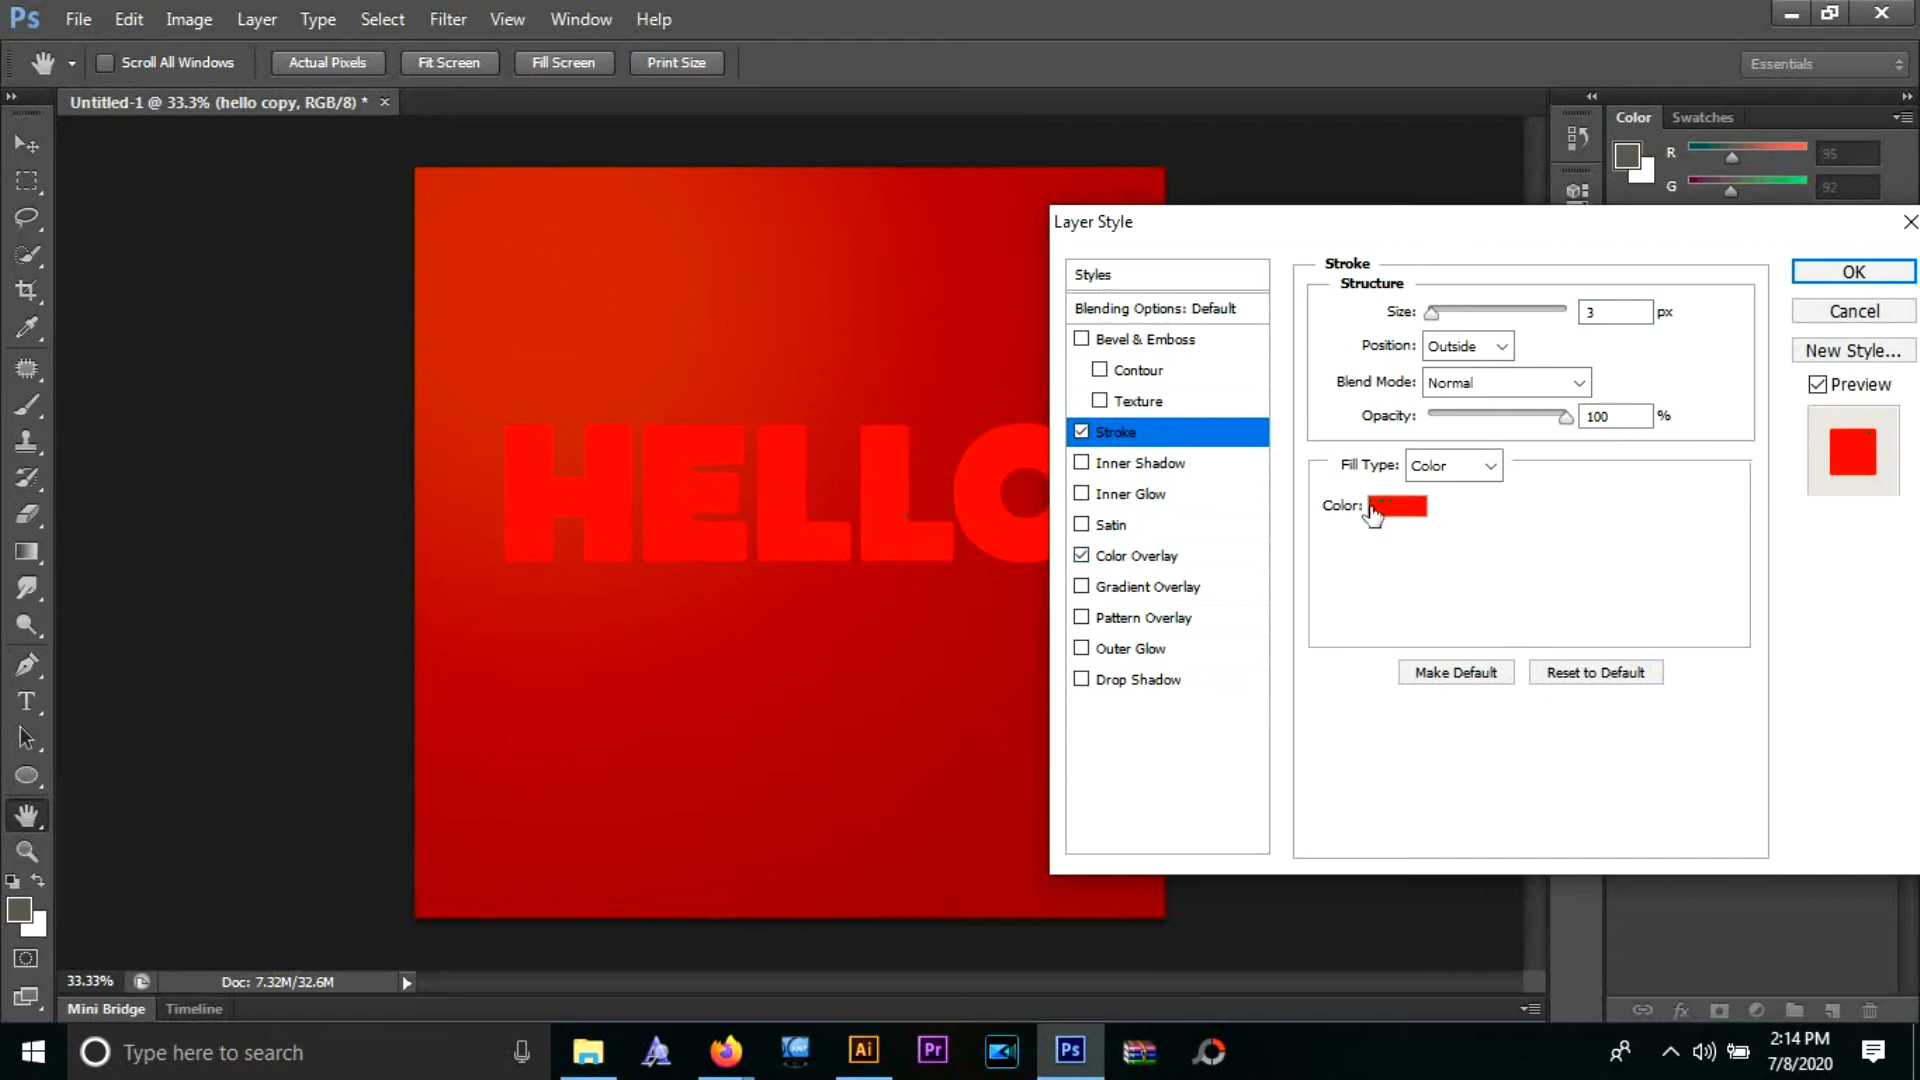 Ps File Edit Image Layer Type Select Filter View Window Help
Scroll All Windows Actual Pixels Fit Screen Fill Screen Print Size Essentials
Untitled-1 @ 33.3% (hello copy, RGB/8) *
Color Swatches
R 95
G 92
Layer Style
Styles
Blending Options: Default
Bevel & Emboss
Contour
Texture
Stroke
Inner Shadow
Inner Glow
Satin
Color Overlay
Gradient Overlay
Pattern Overlay
Outer Glow
Drop Shadow
Stroke
Structure
Size: 3 px
Position: Outside
Blend Mode: Normal
Opacity: 100 %
Fill Type: Color
Color:
Make Default Reset to Default
OK
Cancel
New Style...
Preview
HELLO
T
33.33% Doc: 7.32M/32.6M
Mini Bridge Timeline
Type here to search
Ai Pr Ps
2:14 PM
7/8/2020